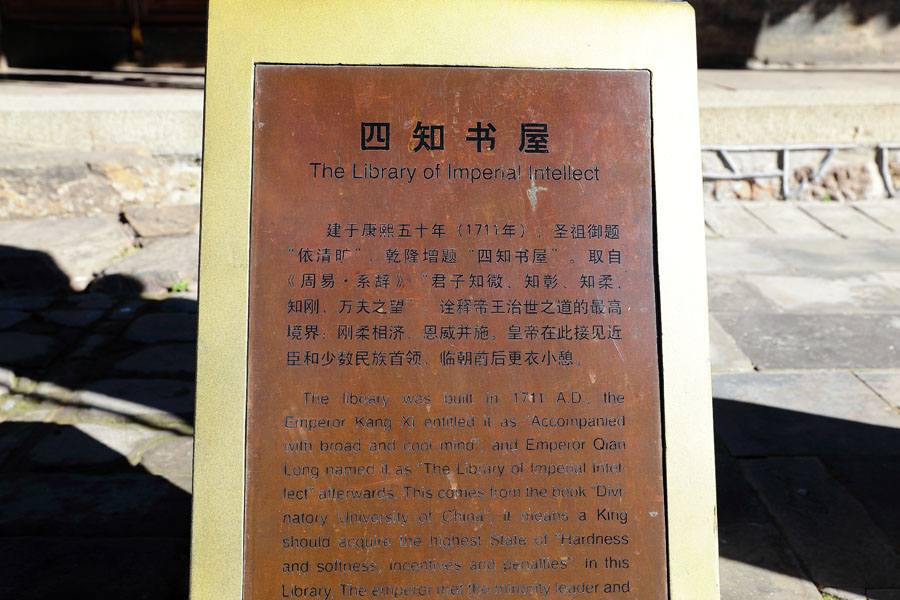 四知书屋
The Library of Imperial Intellect
建于康熙五十年（1711年），圣祖御题
“依清旷”，乾隆增题“四知书屋”。取自
《周易·系辞》“君子知微、知彰、知柔、
知刚，万夫之望” 诠释帝王治世之道的最高
境界：刚柔相济、恩威并施。皇帝在此接见近
臣和少数民族首领，临朝前后更衣小憩。
The library was built in 1711 A.D., the
Emperor Kang Xi entitled it as "Accompanied
with broad and cool mind", and Emperor Qian
Long named it as "The Library of Imperial Intel
lect" afterwards. This comes from the book "Divi
natory University of China", it means a King
should acquire the highest State of "Hardness
and softness, incentives and penalties". In this
Library, The emperor met the minority leader and